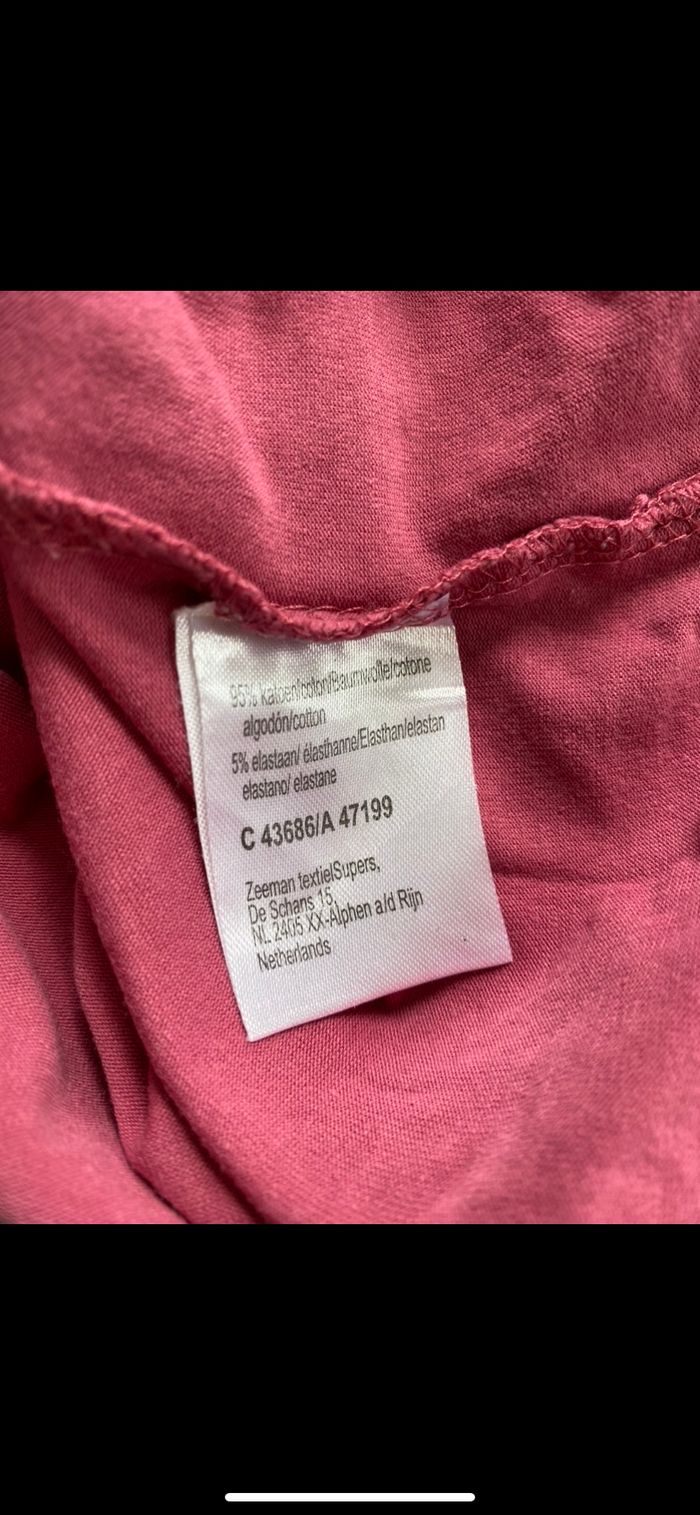 95% katoen/coton/Baumwolle/cotone
algodón/cotton
5% elastaan/ élasthanne/Elasthan/elastan
elastano/ elastane
C 43686/A 47199
Zeeman textielSupers,
De Schans 15,
NL 2405 XX-Alphen a/d Rijn
Netherlands